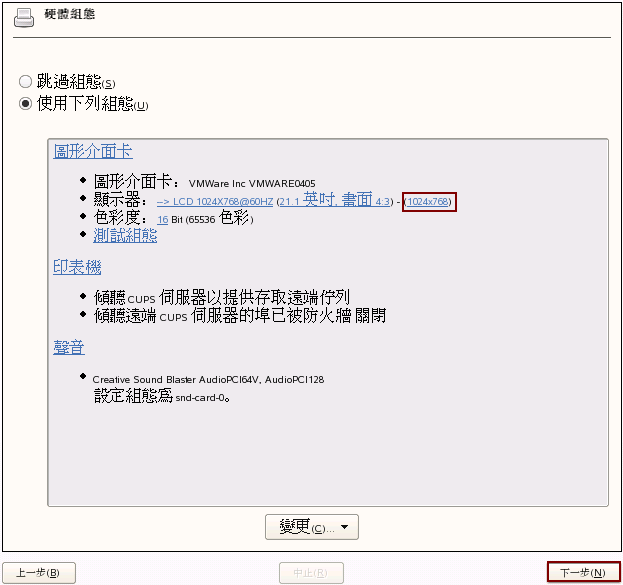 硬體組態
跳過組態(S)
使用下列組態(U)
圖形介面卡
圖形介面卡： VMWare Inc VMWARE0405
顯示器： --> LCD 1024X768@60HZ (21.1 英吋, 畫面 4:3) - (1024x768)
色彩度： 16 Bit (65536 色彩)
測試組態
印表機
傾聽 CUPS 伺服器以提供存取遠端佇列
傾聽遠端 CUPS 伺服器的埠已被防火牆 關閉
聲音
Creative Sound Blaster AudioPCI64V, AudioPCI128
設定組態為 snd-card-0。
變更(C)...
上一步(B) 中止(R) 下一步(N)